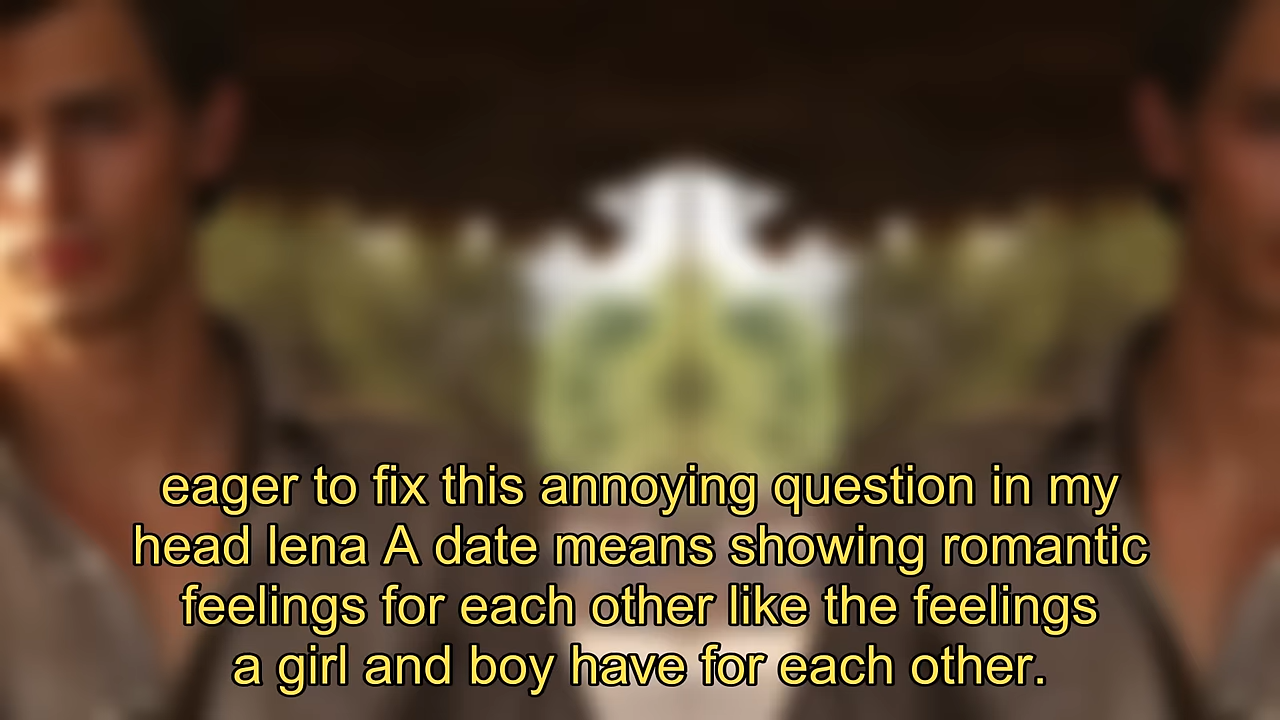 eager to fix this annoying question in my
head lena A date means showing romantic
feelings for each other like the feelings
a girl and boy have for each other.